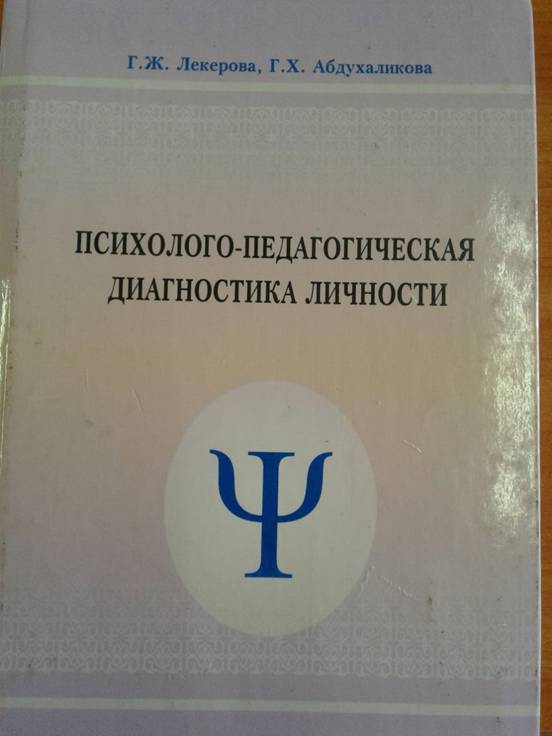 Г.Ж. Лекерова, Г.Х. Абдухаликова
ПСИХОЛОГО-ПЕДАГОГИЧЕСКАЯ
ДИАГНОСТИКА ЛИЧНОСТИ
Ψ